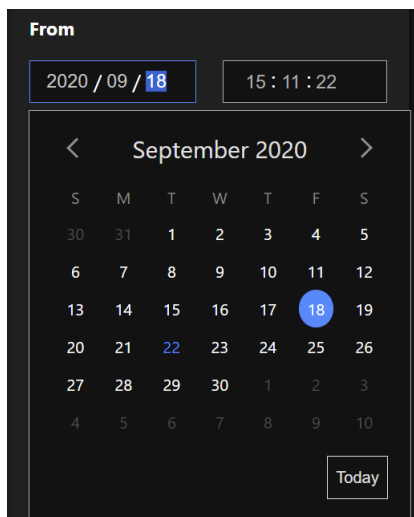 From
2020 / 09 / 18 15 : 11 : 22
September 2020
S M T W T F S
30 31 1 2 3 4 5
6 7 8 9 10 11 12
13 14 15 16 17 18 19
20 21 22 23 24 25 26
27 28 29 30 1 2 3
4 5 6 7 8 9 10
Today